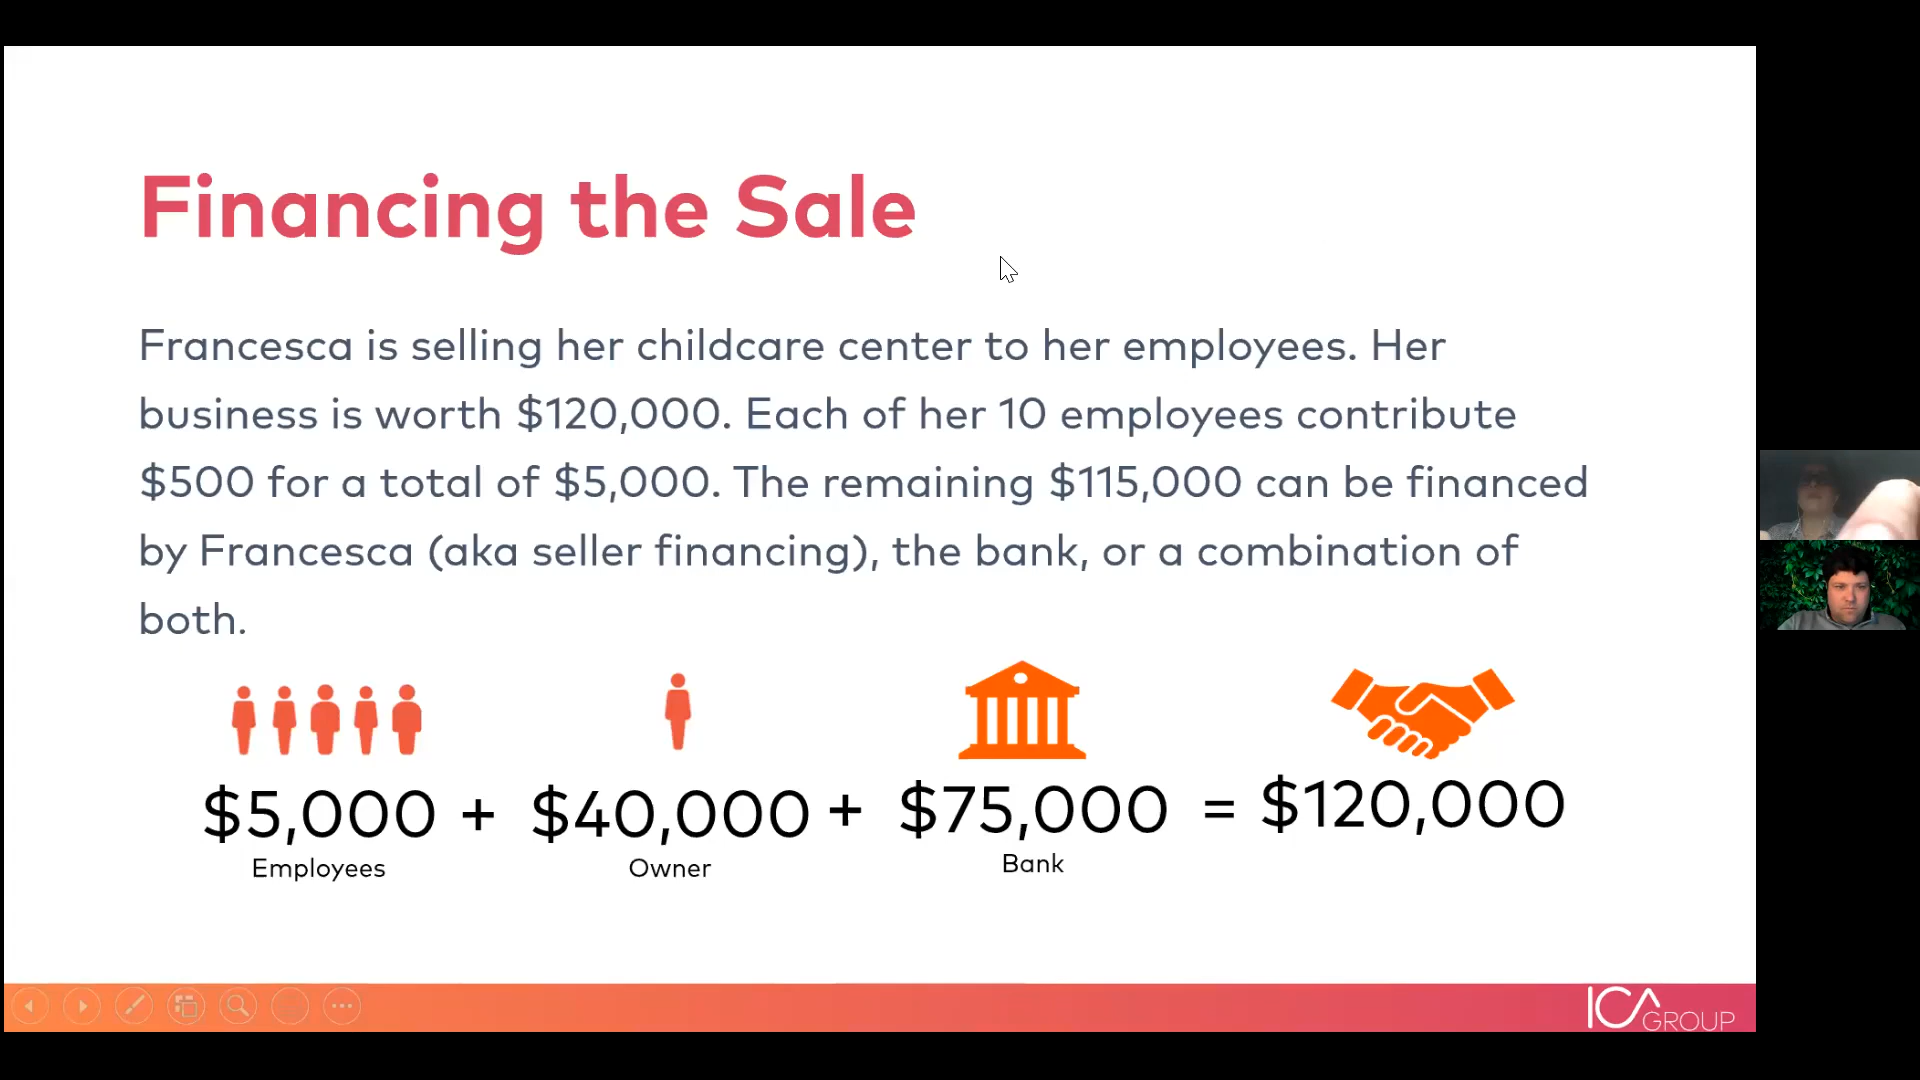 Financing the Sale
Francesca is selling her childcare center to her employees. Her
business is worth $120,000. Each of her 10 employees contribute
$500 for a total of $5,000. The remaining $115,000 can be financed
by Francesca (aka seller financing), the bank, or a combination of
both.
$5,000 + $40,000 + $75,000 = $120,000
Employees Owner Bank
ICA GROUP